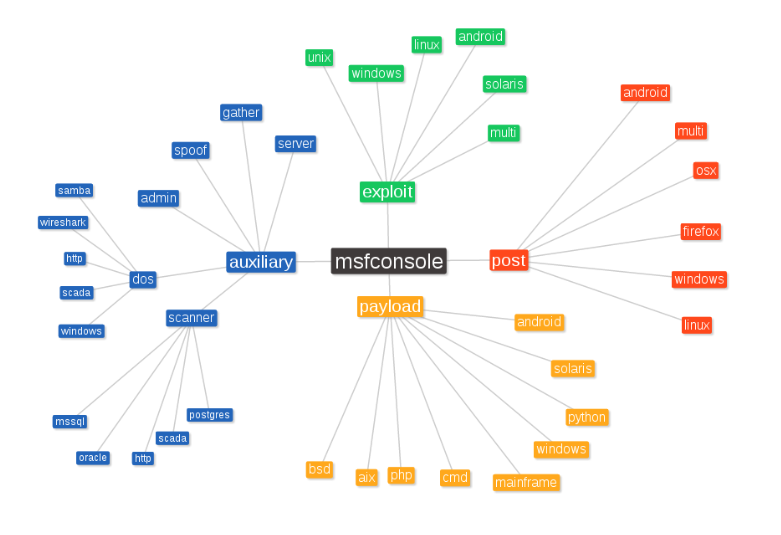 msfconsole
exploit
unix
windows
linux
android
solaris
multi
post
android
multi
osx
firefox
windows
linux
payload
android
solaris
python
windows
mainframe
cmd
php
aix
bsd
auxiliary
server
gather
spoof
admin
dos
samba
wireshark
http
scada
windows
scanner
mssql
oracle
http
scada
postgres